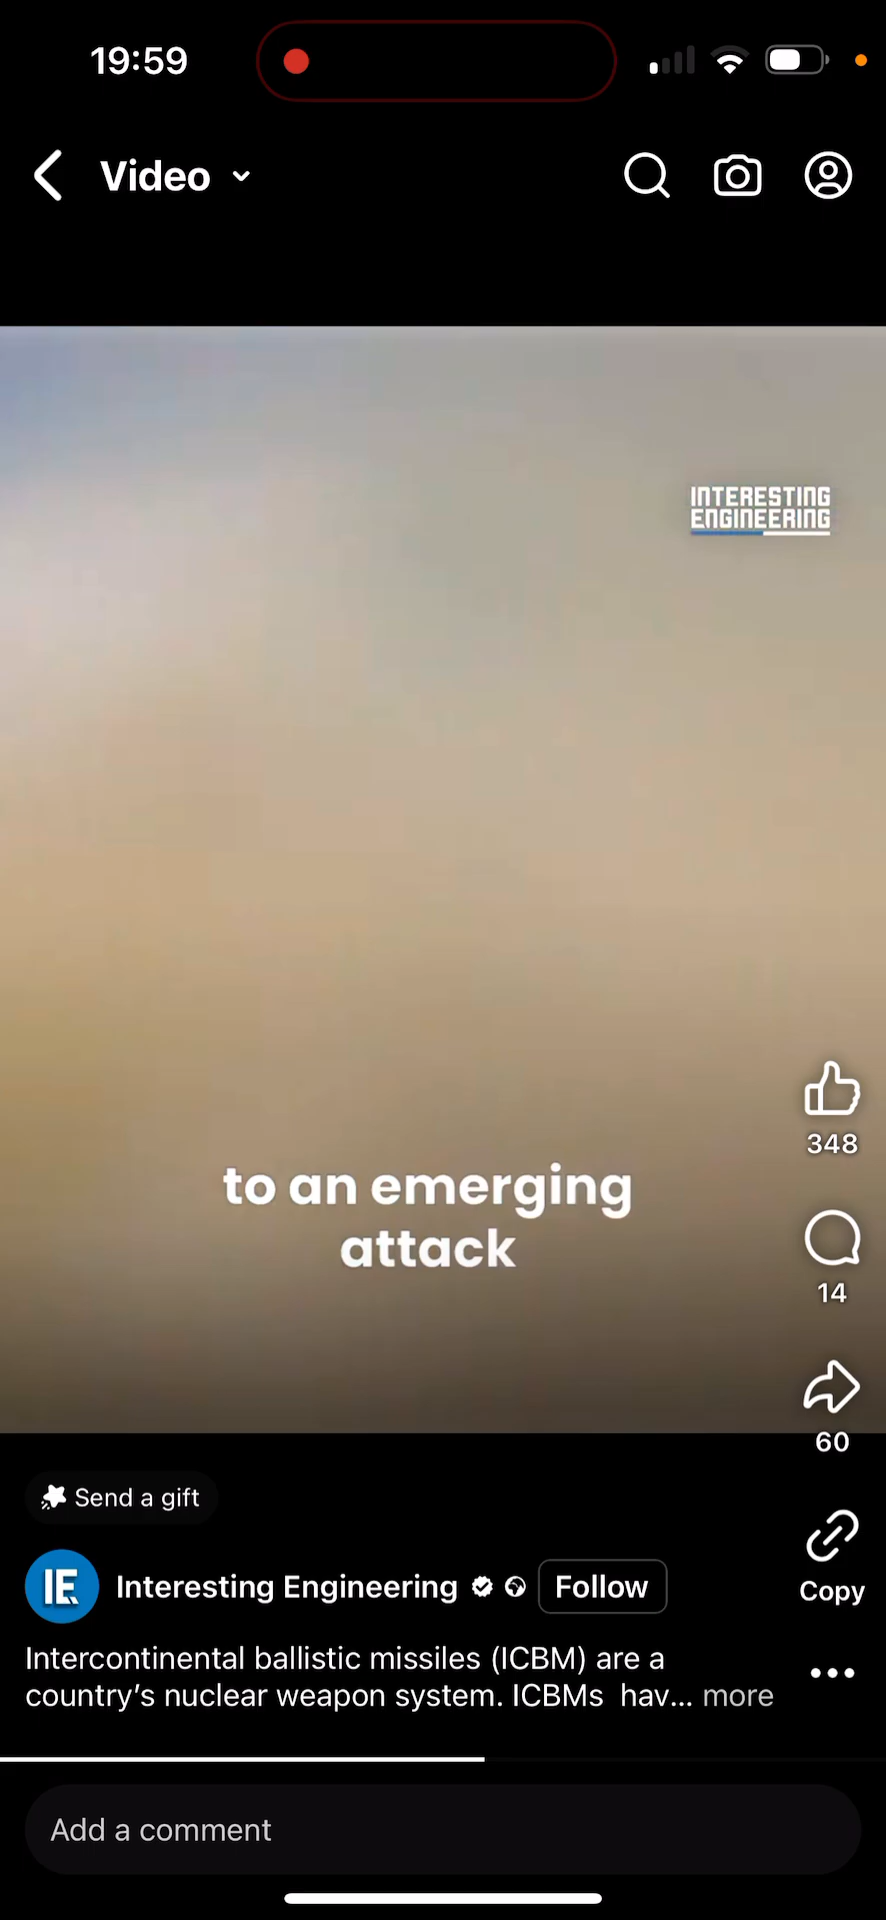 19:59
Video
INTERESTING
ENGINEERING
to an emerging
attack
348
14
60
Send a gift
Copy
IE
Interesting Engineering
Follow
Intercontinental ballistic missiles (ICBM) are a
country’s nuclear weapon system. ICBMs  hav... more
Add a comment